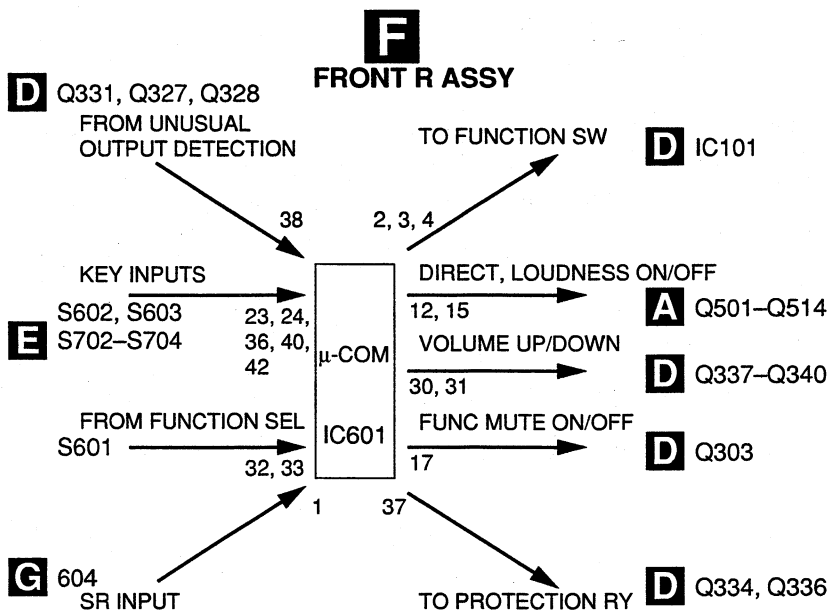 F
FRONT R ASSY
D Q331, Q327, Q328
FROM UNUSUAL
OUTPUT DETECTION
38
TO FUNCTION SW
D IC101
2, 3, 4
KEY INPUTS
E S602, S603
S702–S704
23, 24,
36, 40,
42
DIRECT, LOUDNESS ON/OFF
12, 15
A Q501–Q514
μ-COM
IC601
VOLUME UP/DOWN
30, 31
D Q337–Q340
FROM FUNCTION SEL
S601
32, 33
FUNC MUTE ON/OFF
17
D Q303
1
37
G 604
SR INPUT
TO PROTECTION RY
D Q334, Q336